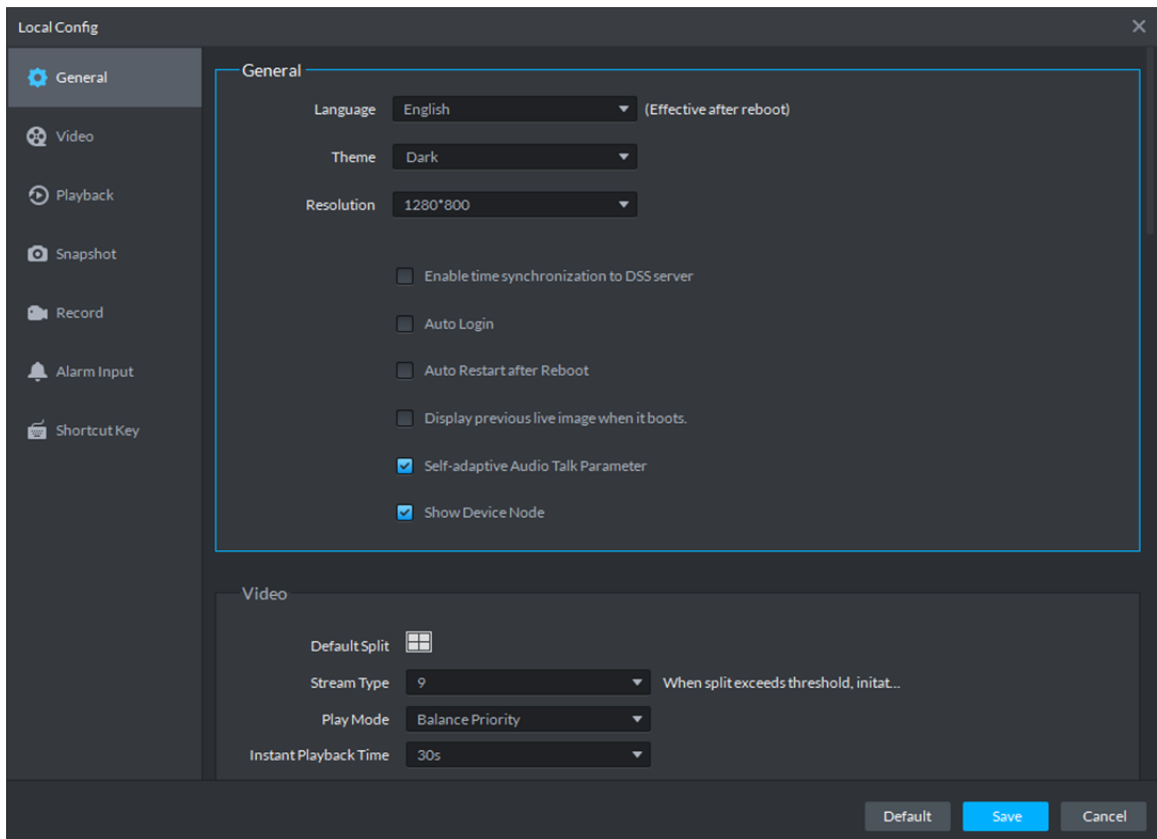 Local Config
General
Video
Playback
Snapshot
Record
Alarm Input
Shortcut Key
General
Language English (Effective after reboot)
Theme Dark
Resolution 1280*800
Enable time synchronization to DSS server
Auto Login
Auto Restart after Reboot
Display previous live image when it boots.
Self-adaptive Audio Talk Parameter
Show Device Node
Video
Default Split
Stream Type 9 When split exceeds threshold, initat...
Play Mode Balance Priority
Instant Playback Time 30s
Default Save Cancel